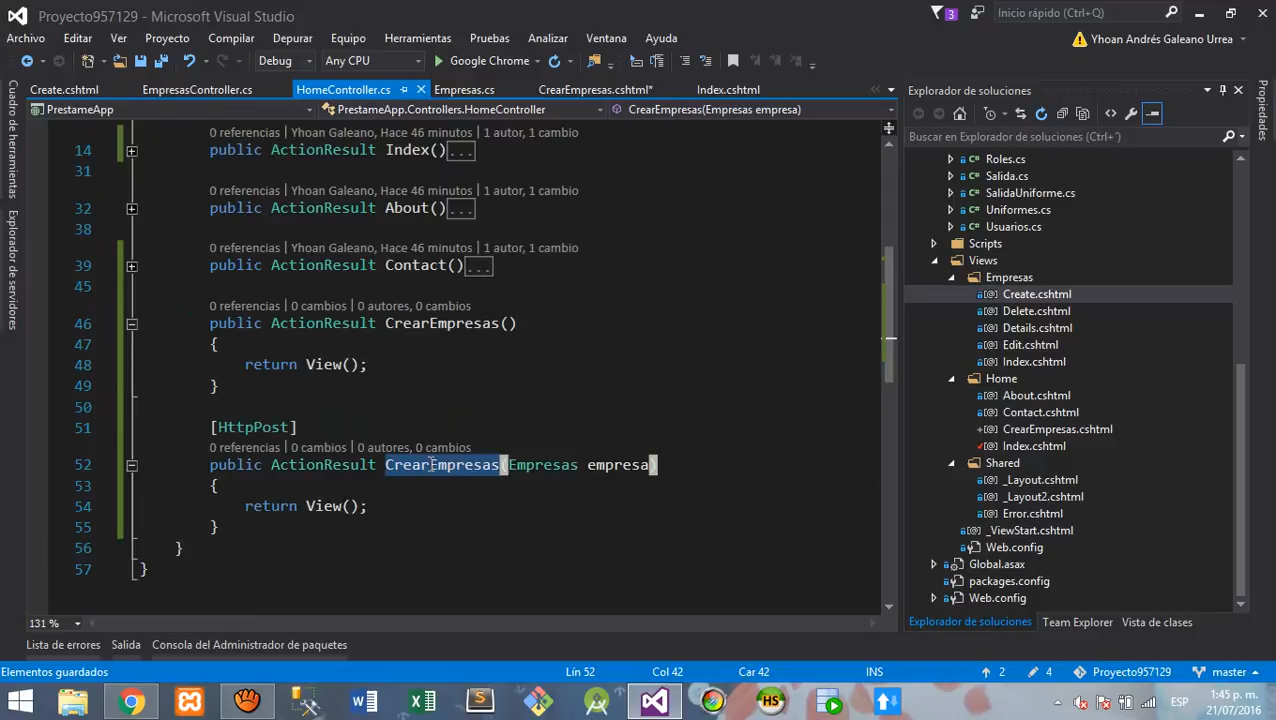 Proyecto957129 - Microsoft Visual Studio
3
Inicio rápido (Ctrl+Q)
Archivo Editar Ver Proyecto Compilar Depurar Equipo Herramientas Pruebas Analizar Ventana Ayuda
Yhoan Andrés Galeano Urrea
Debug Any CPU Google Chrome
Cuadro de herramientas
Explorador de servidores
Create.cshtml EmpresasController.cs HomeController.cs Empresas.cs CrearEmpresas.cshtml* Index.cshtml
PrestameApp PrestameApp.Controllers.HomeController CrearEmpresas(Empresas empresa)
0 referencias | Yhoan Galeano, Hace 46 minutos | 1 autor, 1 cambio
14 public ActionResult Index()...
31
0 referencias | Yhoan Galeano, Hace 46 minutos | 1 autor, 1 cambio
32 public ActionResult About()...
38
0 referencias | Yhoan Galeano, Hace 46 minutos | 1 autor, 1 cambio
39 public ActionResult Contact()...
45
0 referencias | 0 cambios | 0 autores, 0 cambios
46 public ActionResult CrearEmpresas()
47 {
48 return View();
49 }
50
51 [HttpPost]
0 referencias | 0 cambios | 0 autores, 0 cambios
52 public ActionResult CrearEmpresas(Empresas empresa)
53 {
54 return View();
55 }
56 }
57 }
131 %
Explorador de soluciones
Buscar en Explorador de soluciones (Ctrl+´)
Roles.cs
Salida.cs
SalidaUniforme.cs
Uniformes.cs
Usuarios.cs
Scripts
Views
Empresas
Create.cshtml
Delete.cshtml
Details.cshtml
Edit.cshtml
Index.cshtml
Home
About.cshtml
Contact.cshtml
CrearEmpresas.cshtml
Index.cshtml
Shared
_Layout.cshtml
_Layout2.cshtml
Error.cshtml
_ViewStart.cshtml
Web.config
Global.asax
packages.config
Web.config
Explorador de soluciones Team Explorer Vista de clases
Propiedades
Lista de errores Salida Consola del Administrador de paquetes
Elementos guardados Lín 52 Col 42 Car 42 INS 2 4 Proyecto957129 master
HS
ESP
1:45 p. m.
21/07/2016